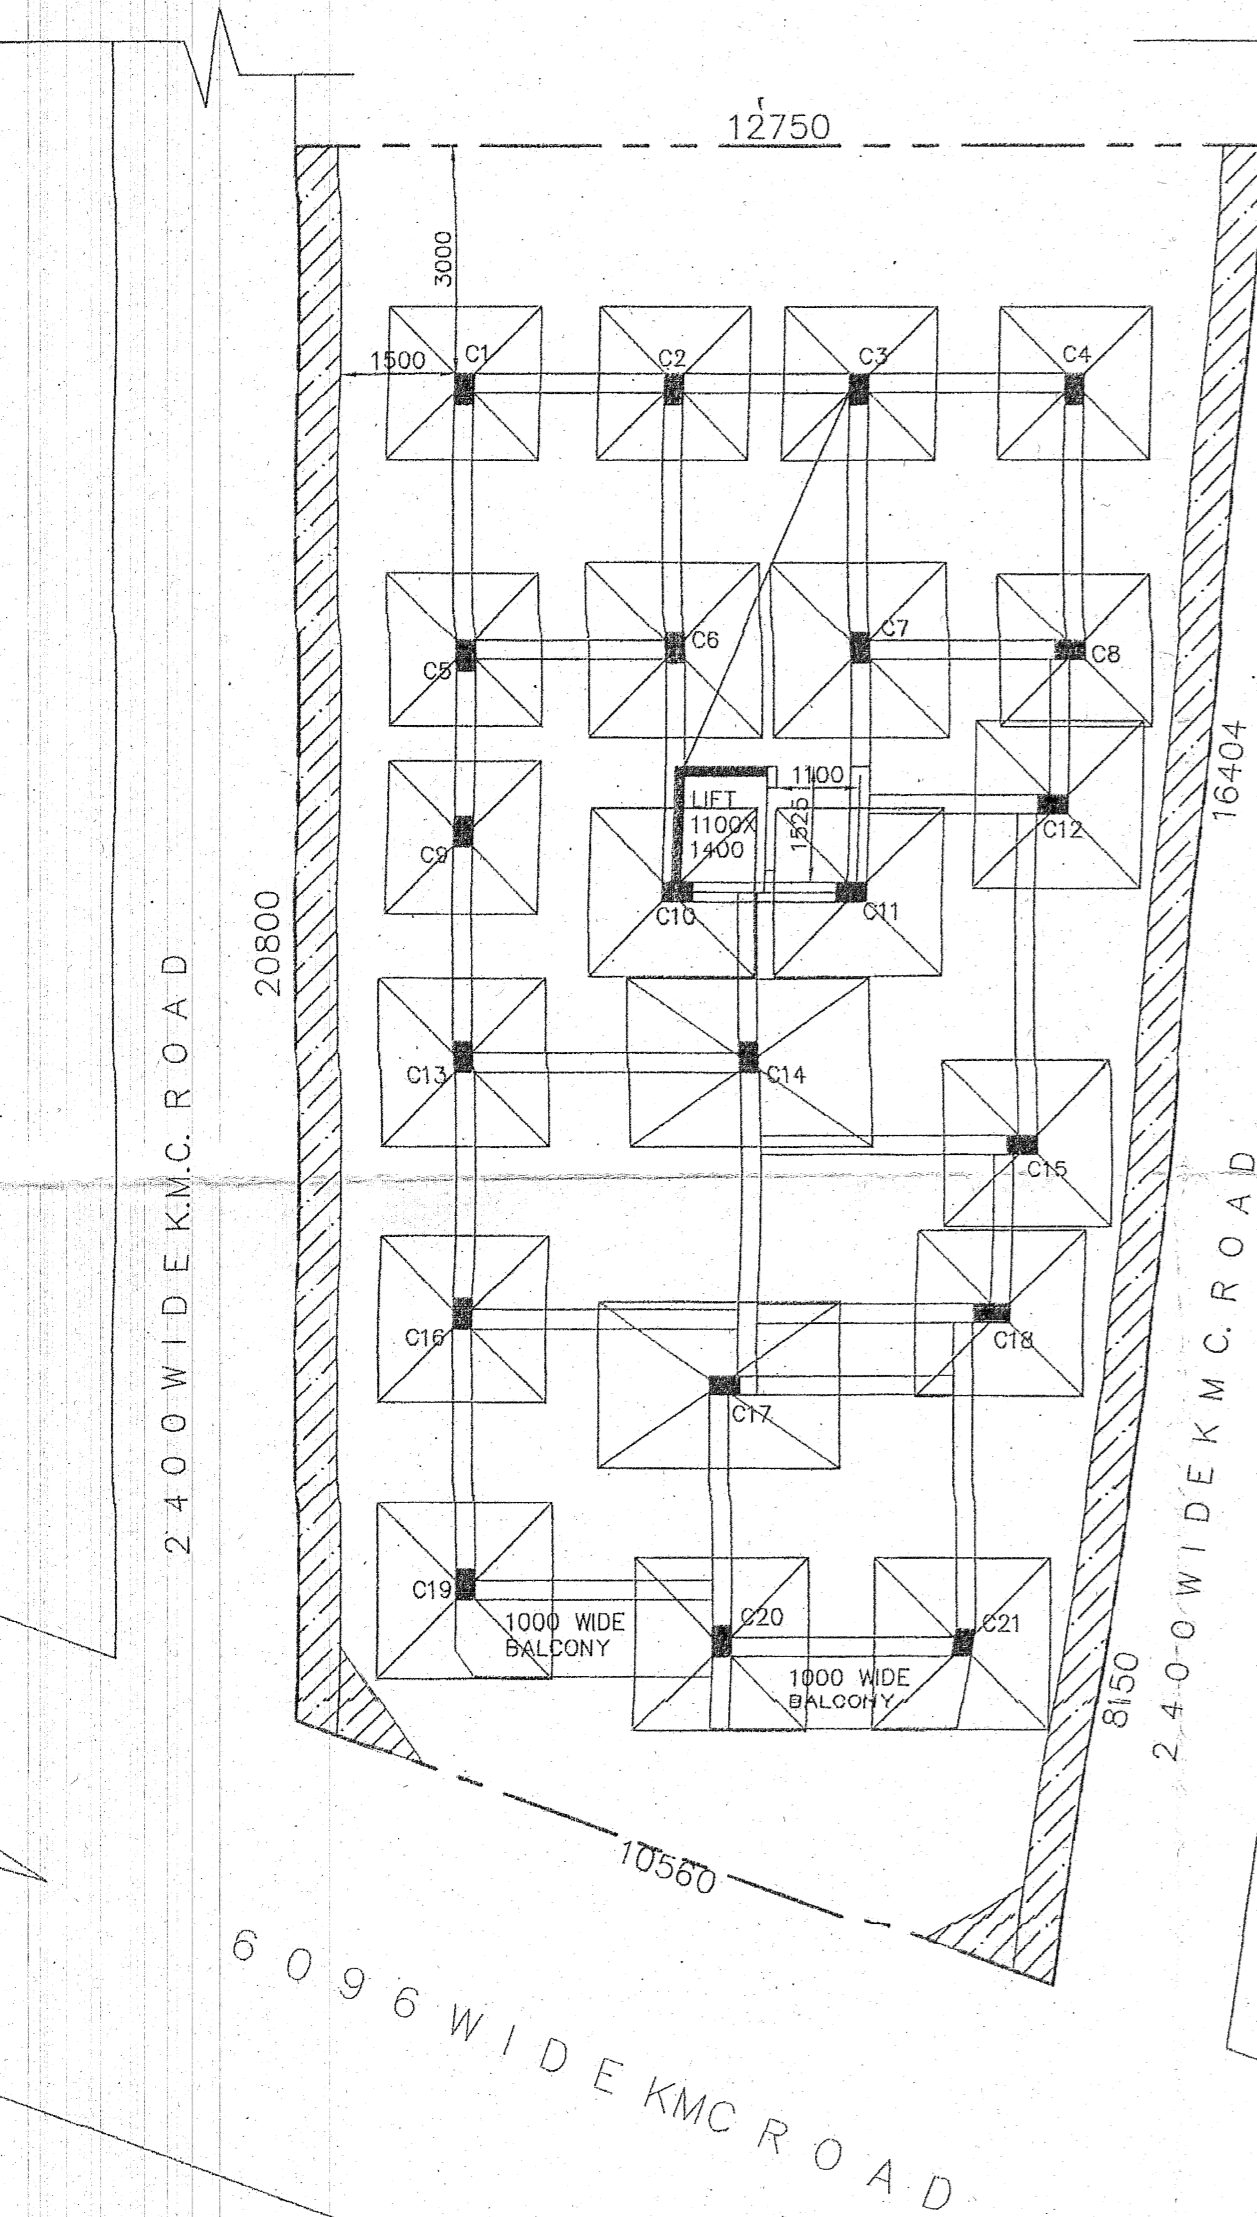 12750
3000
1500
C1
C2
C3
C4
C5
C6
C7
C8
1100
1525
LIFT
1100X
1400
C9
C10
C11
C12
16404
20800
2400 WIDE K.M.C. ROAD
C13
C14
C15
C16
C17
C18
2400 WIDE K M C. ROAD
C19
1000 WIDE
BALCONY
C20
C21
1000 WIDE
BALCONY
8150
10560
6096 WIDE KMC ROAD